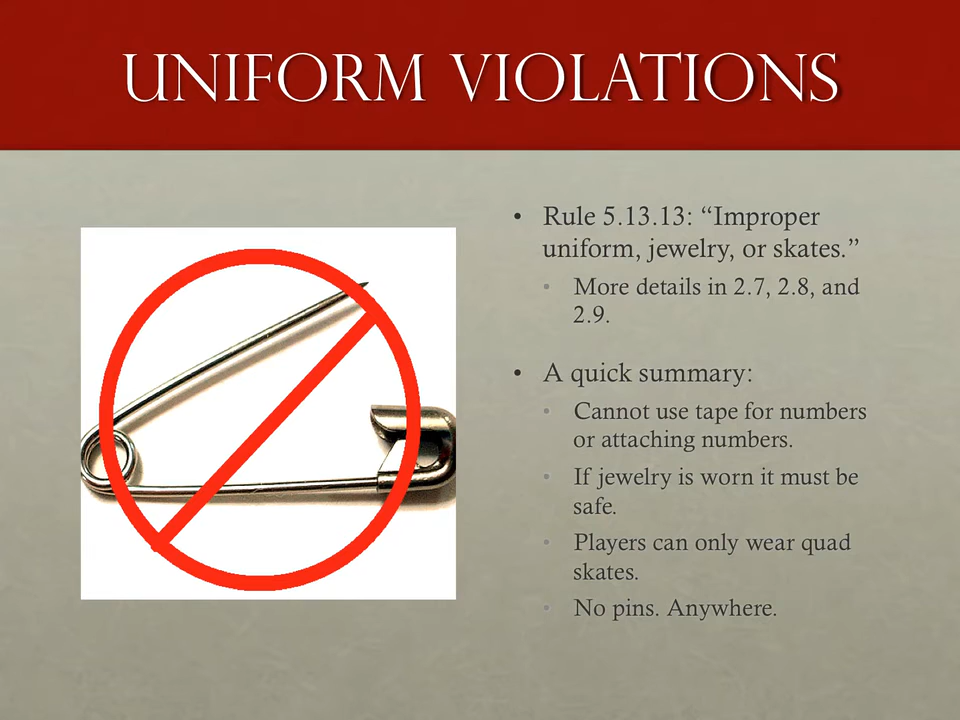 UNIFORM VIOLATIONS
• Rule 5.13.13: “Improper
uniform, jewelry, or skates.”
• More details in 2.7, 2.8, and
2.9.
• A quick summary:
• Cannot use tape for numbers
or attaching numbers.
• If jewelry is worn it must be
safe.
• Players can only wear quad
skates.
• No pins. Anywhere.